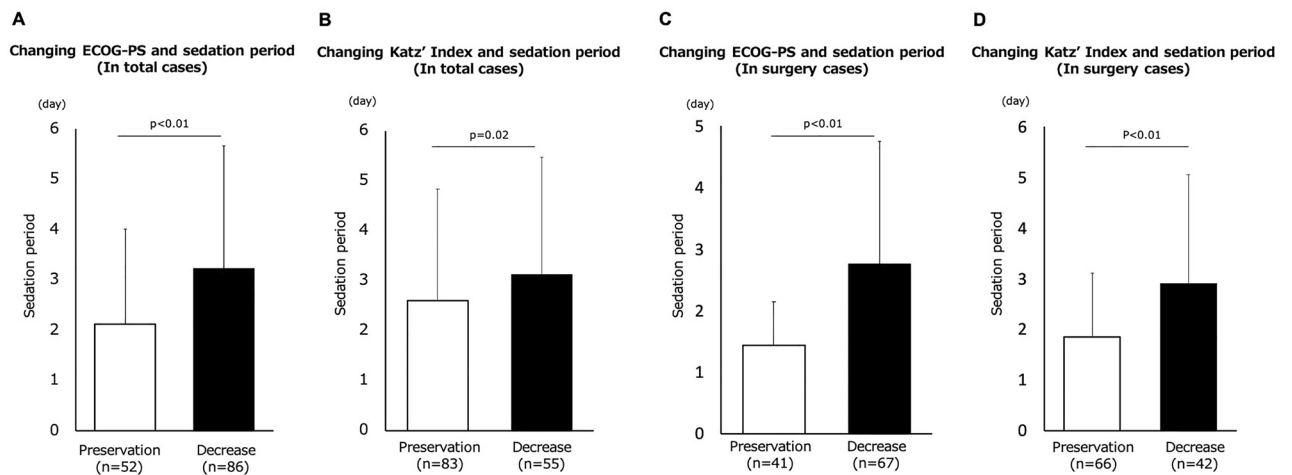 A
Changing ECOG-PS and sedation period
(In total cases)
(day)
p<0.01
6
5
4
3
2
1
0
Sedation period
Preservation
(n=52)
Decrease
(n=86)
B
Changing Katz’ Index and sedation period
(In total cases)
(day)
p=0.02
6
5
4
3
2
1
0
Sedation period
Preservation
(n=83)
Decrease
(n=55)
C
Changing ECOG-PS and sedation period
(In surgery cases)
(day)
p<0.01
5
4
3
2
1
0
Sedation period
Preservation
(n=41)
Decrease
(n=67)
D
Changing Katz’ Index and sedation period
(In surgery cases)
(day)
P<0.01
6
5
4
3
2
1
0
Sedation period
Preservation
(n=66)
Decrease
(n=42)